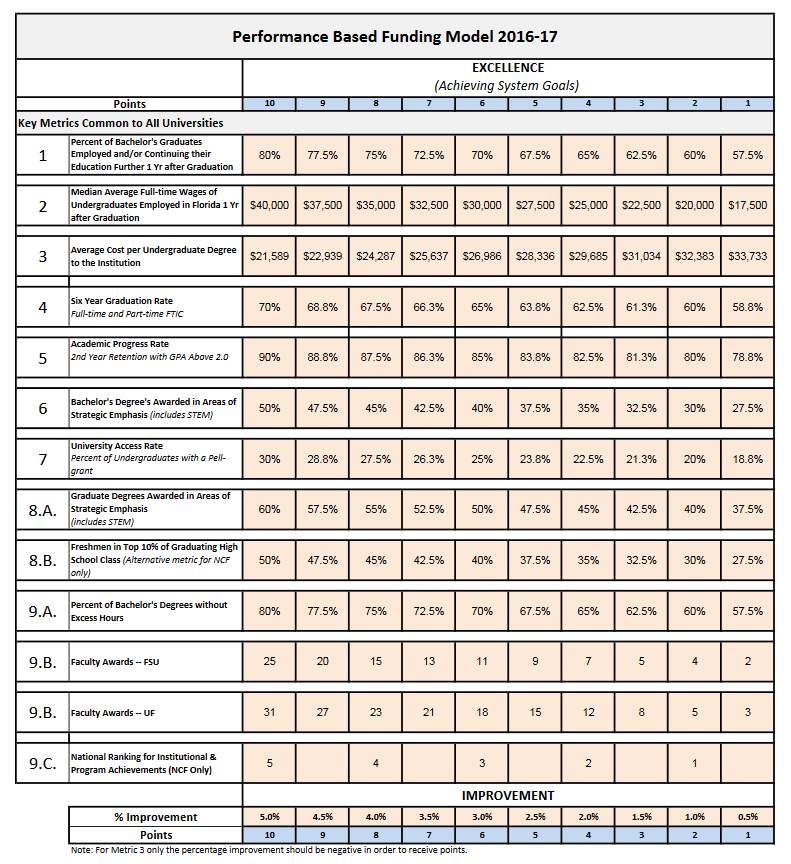 Performance Based Funding Model 2016-17
EXCELLENCE
(Achieving System Goals)
Points 10 9 8 7 6 5 4 3 2 1
Key Metrics Common to All Universities
1 Percent of Bachelor's Graduates
Employed and/or Continuing their
Education Further 1 Yr after Graduation 80% 77.5% 75% 72.5% 70% 67.5% 65% 62.5% 60% 57.5%
2 Median Average Full-time Wages of
Undergraduates Employed in Florida 1 Yr
after Graduation $40,000 $37,500 $35,000 $32,500 $30,000 $27,500 $25,000 $22,500 $20,000 $17,500
3 Average Cost per Undergraduate Degree
to the Institution $21,589 $22,939 $24,287 $25,637 $26,986 $28,336 $29,685 $31,034 $32,383 $33,733
4 Six Year Graduation Rate
Full-time and Part-time FTIC 70% 68.8% 67.5% 66.3% 65% 63.8% 62.5% 61.3% 60% 58.8%
5 Academic Progress Rate
2nd Year Retention with GPA Above 2.0 90% 88.8% 87.5% 86.3% 85% 83.8% 82.5% 81.3% 80% 78.8%
6 Bachelor's Degree's Awarded in Areas of
Strategic Emphasis (includes STEM) 50% 47.5% 45% 42.5% 40% 37.5% 35% 32.5% 30% 27.5%
7 University Access Rate
Percent of Undergraduates with a Pell-
grant 30% 28.8% 27.5% 26.3% 25% 23.8% 22.5% 21.3% 20% 18.8%
8.A. Graduate Degrees Awarded in Areas of
Strategic Emphasis
(includes STEM) 60% 57.5% 55% 52.5% 50% 47.5% 45% 42.5% 40% 37.5%
8.B. Freshmen in Top 10% of Graduating High
School Class (Alternative metric for NCF
only) 50% 47.5% 45% 42.5% 40% 37.5% 35% 32.5% 30% 27.5%
9.A. Percent of Bachelor's Degrees without
Excess Hours 80% 77.5% 75% 72.5% 70% 67.5% 65% 62.5% 60% 57.5%
9.B. Faculty Awards -- FSU 25 20 15 13 11 9 7 5 4 2
9.B. Faculty Awards -- UF 31 27 23 21 18 15 12 8 5 3
9.C. National Ranking for Institutional &
Program Achievements (NCF Only) 5 4 3 2 1
IMPROVEMENT
% Improvement 5.0% 4.5% 4.0% 3.5% 3.0% 2.5% 2.0% 1.5% 1.0% 0.5%
Points 10 9 8 7 6 5 4 3 2 1
Note: For Metric 3 only the percentage improvement should be negative in order to receive points.